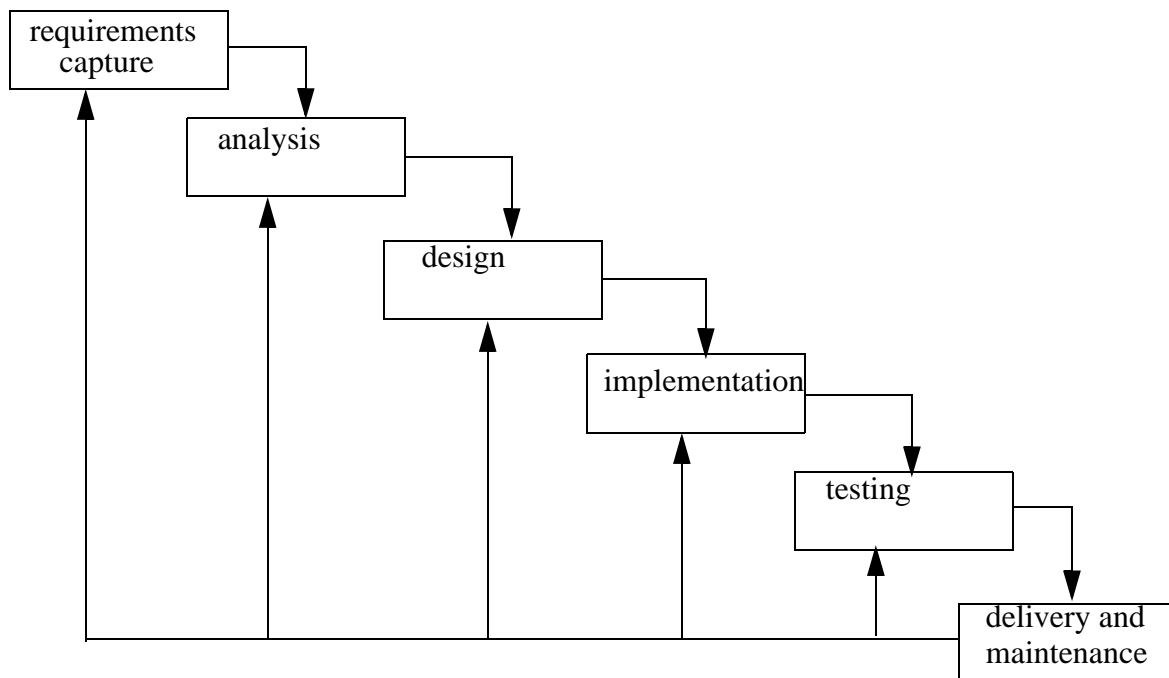 requirements
capture
analysis
design
implementation
testing
delivery and
maintenance